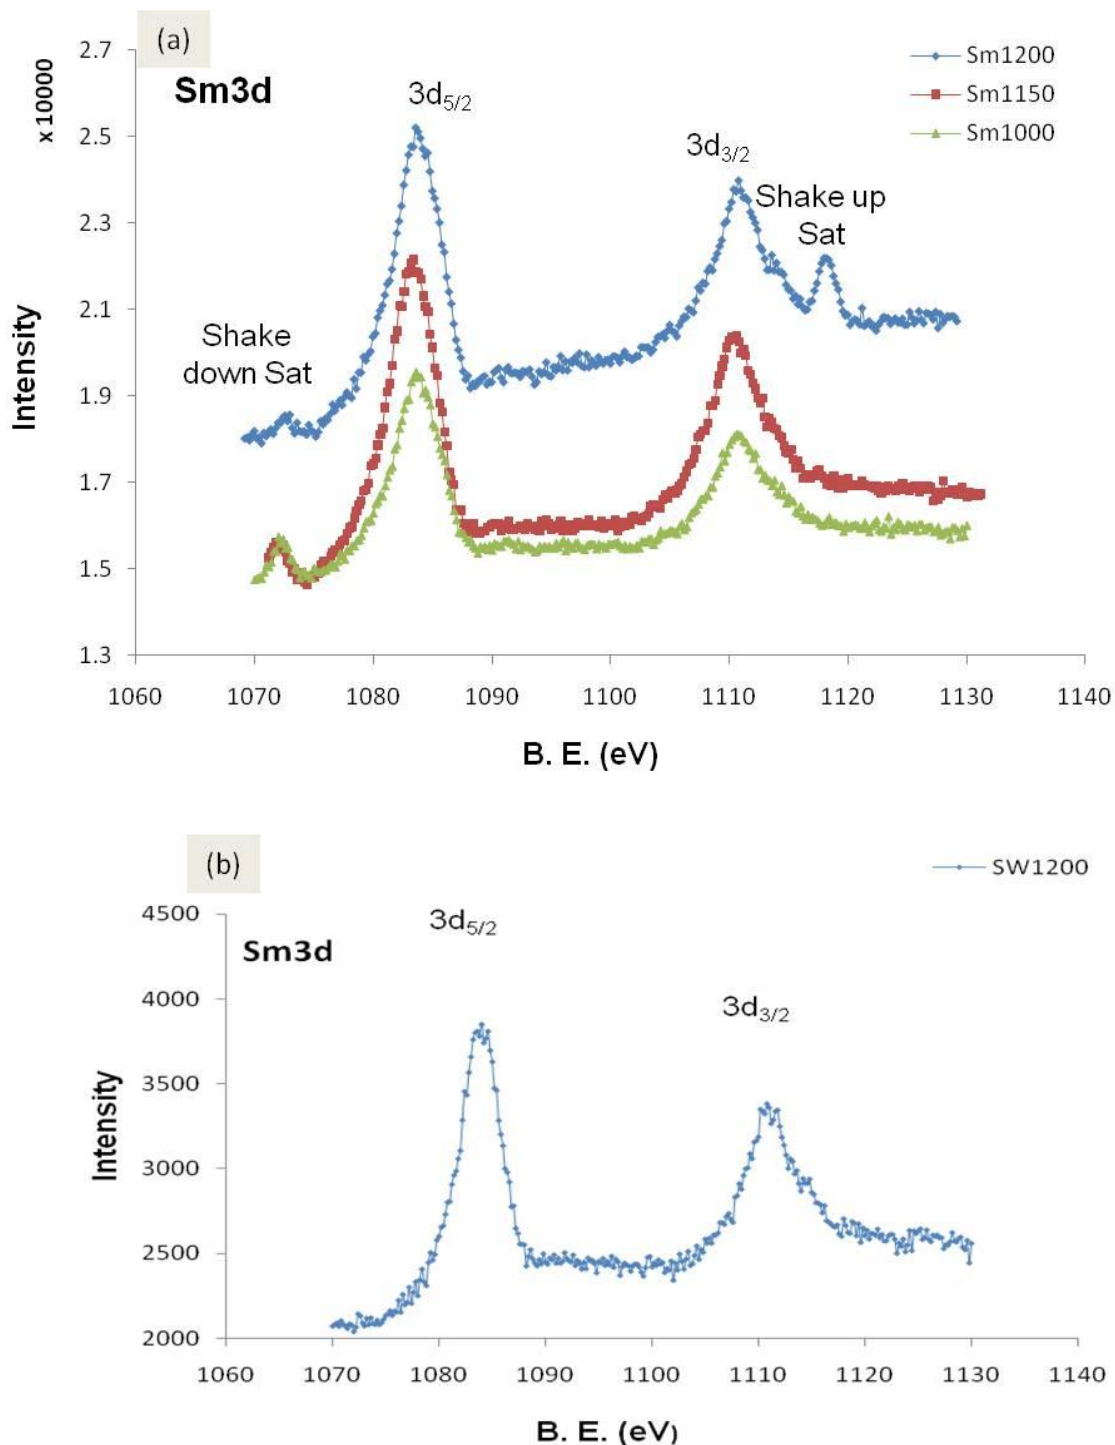 (a)
x 10000
Sm3d
3d5/2
3d3/2
Shake up
Sat
Shake
down Sat
Sm1200
Sm1150
Sm1000
Intensity
2.7
2.5
2.3
2.1
1.9
1.7
1.5
1.3
1060 1070 1080 1090 1100 1110 1120 1130 1140
B. E. (eV)
(b)
SW1200
Sm3d
3d5/2
3d3/2
Intensity
4500
4000
3500
3000
2500
2000
1060 1070 1080 1090 1100 1110 1120 1130 1140
B. E. (eV)